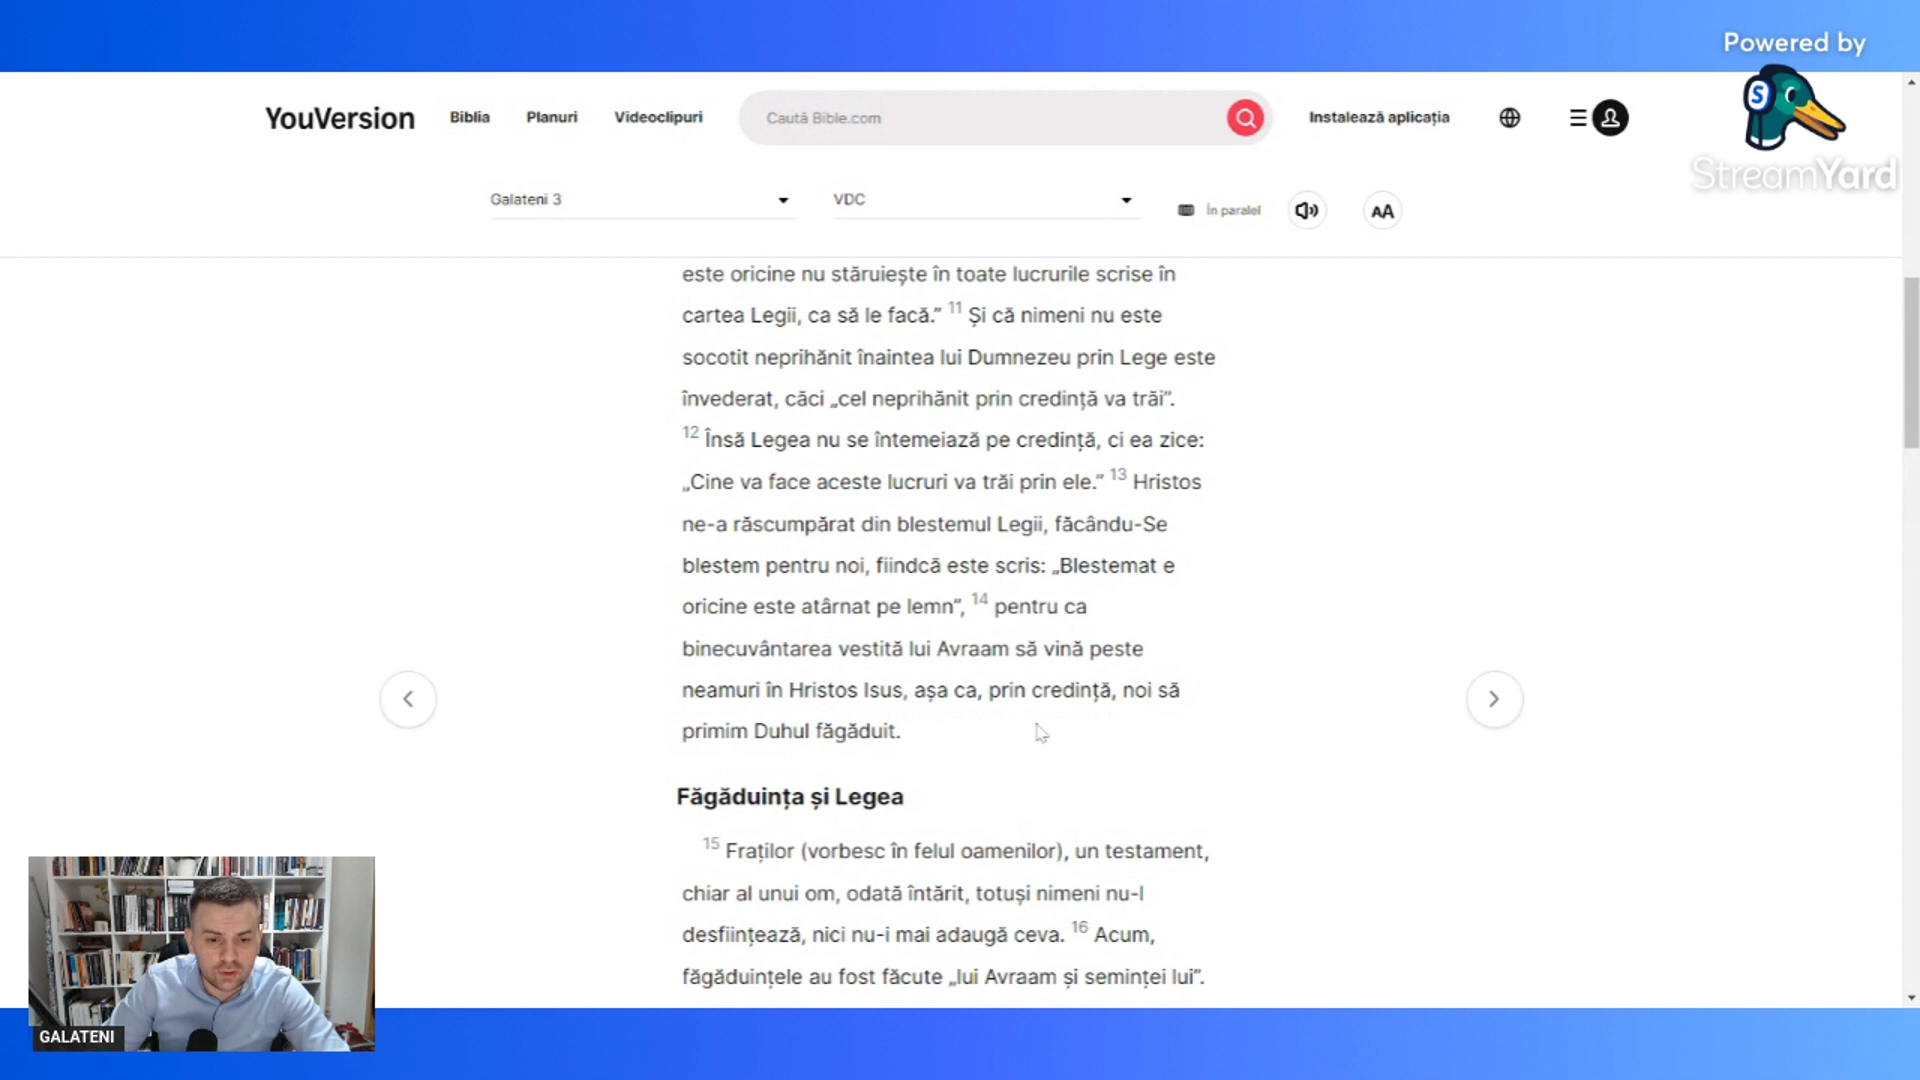 Powered by
StreamYard
YouVersion Biblia Planuri Videoclipuri Caută Bible.com Instalează aplicația
Galateni 3 VDC În paralel AA
este oricine nu stăruiește în toate lucrurile scrise în
cartea Legii, ca să le facă.” 11 Și că nimeni nu este
socotit neprihănit înaintea lui Dumnezeu prin Lege este
învederat, căci „cel neprihănit prin credință va trăi”.
12 Însă Legea nu se întemeiază pe credință, ci ea zice:
„Cine va face aceste lucruri va trăi prin ele.” 13 Hristos
ne-a răscumpărat din blestemul Legii, făcându-Se
blestem pentru noi, fiindcă este scris: „Blestemat e
oricine este atârnat pe lemn”, 14 pentru ca
binecuvântarea vestită lui Avraam să vină peste
neamuri în Hristos Isus, așa ca, prin credință, noi să
primim Duhul făgăduit.
Făgăduința și Legea
15 Fraților (vorbesc în felul oamenilor), un testament,
chiar al unui om, odată întărit, totuși nimeni nu-l
desființează, nici nu-i mai adaugă ceva. 16 Acum,
făgăduințele au fost făcute „lui Avraam și seminței lui”.
GALATENI